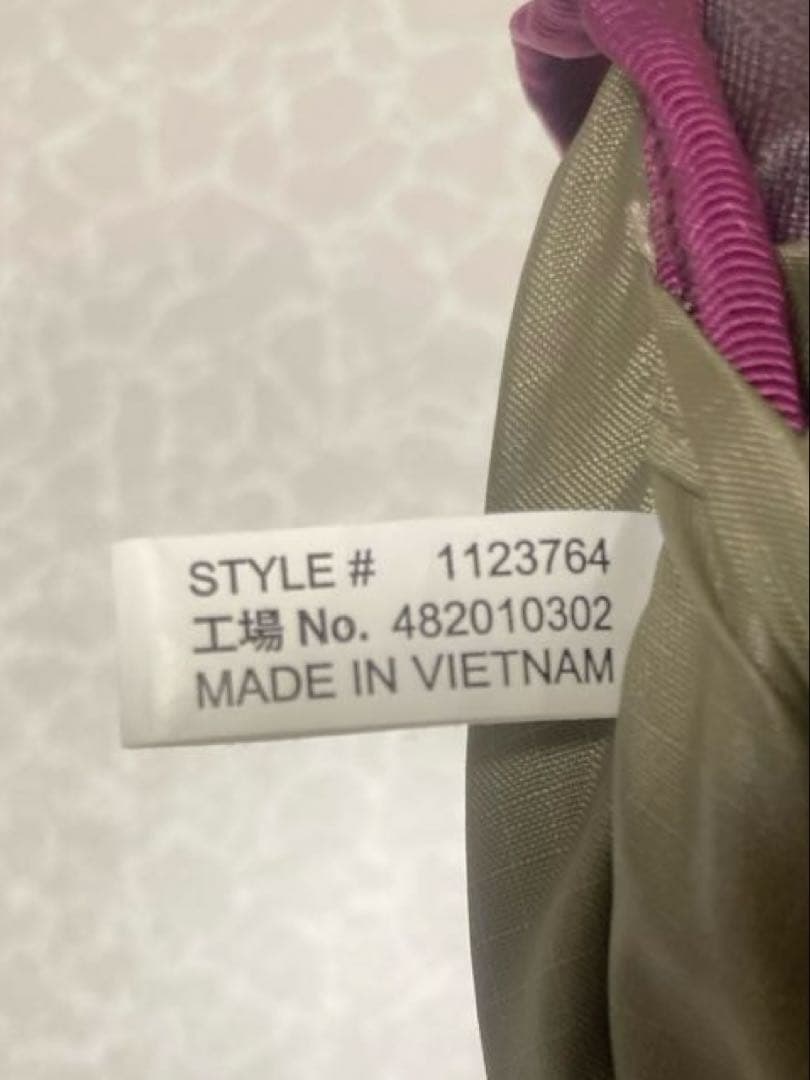 STYLE # 1123764
工場 No. 482010302
MADE IN VIETNAM